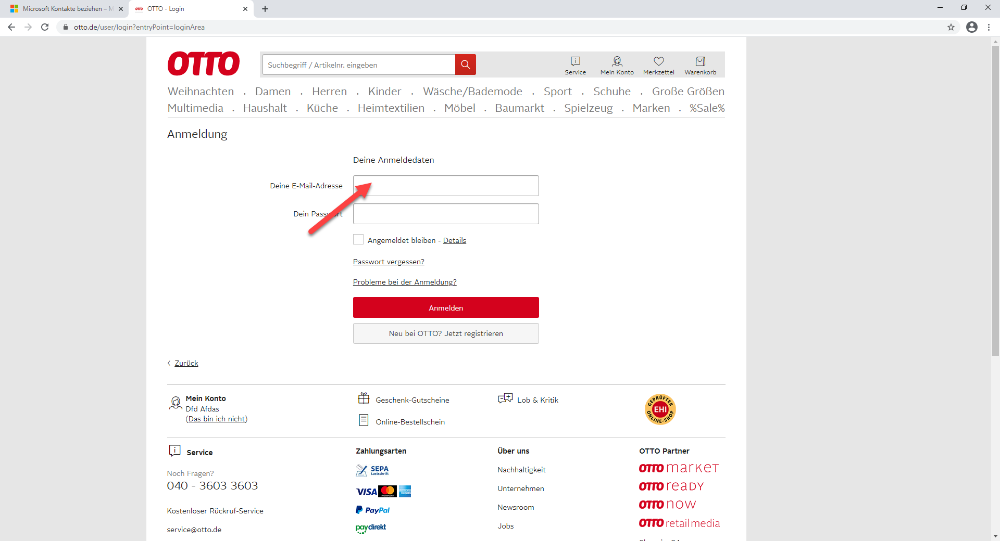 Microsoft Kontakte beziehen –
OTTO - Login
otto.de/user/login?entryPoint=loginArea
OTTO
Suchbegriff / Artikelnr. eingeben
Service
Mein Konto
Merkzettel
Warenkorb
Weihnachten . Damen . Herren . Kinder . Wäsche/Bademode . Sport . Schuhe . Große Größen
Multimedia . Haushalt . Küche . Heimtextilien . Möbel . Baumarkt . Spielzeug . Marken . %Sale%
Anmeldung
Deine Anmeldedaten
Deine E-Mail-Adresse
Dein Passwort
Angemeldet bleiben - Details
Passwort vergessen?
Probleme bei der Anmeldung?
Anmelden
Neu bei OTTO? Jetzt registrieren
Zurück
Mein Konto
Dfd Afdas
(Das bin ich nicht)
Geschenk-Gutscheine
Online-Bestellschein
Lob & Kritik
GEPRÜFTER
EHI
ONLINE-SHOP
Service
Noch Fragen?
040 - 3603 3603
Kostenloser Rückruf-Service
service@otto.de
Zahlungsarten
SEPA
Lastschrift
VISA
mastercard
PayPal
paydirekt
Über uns
Nachhaltigkeit
Unternehmen
Newsroom
Jobs
OTTO Partner
OTTO market
OTTO ready
OTTO now
OTTO retail media